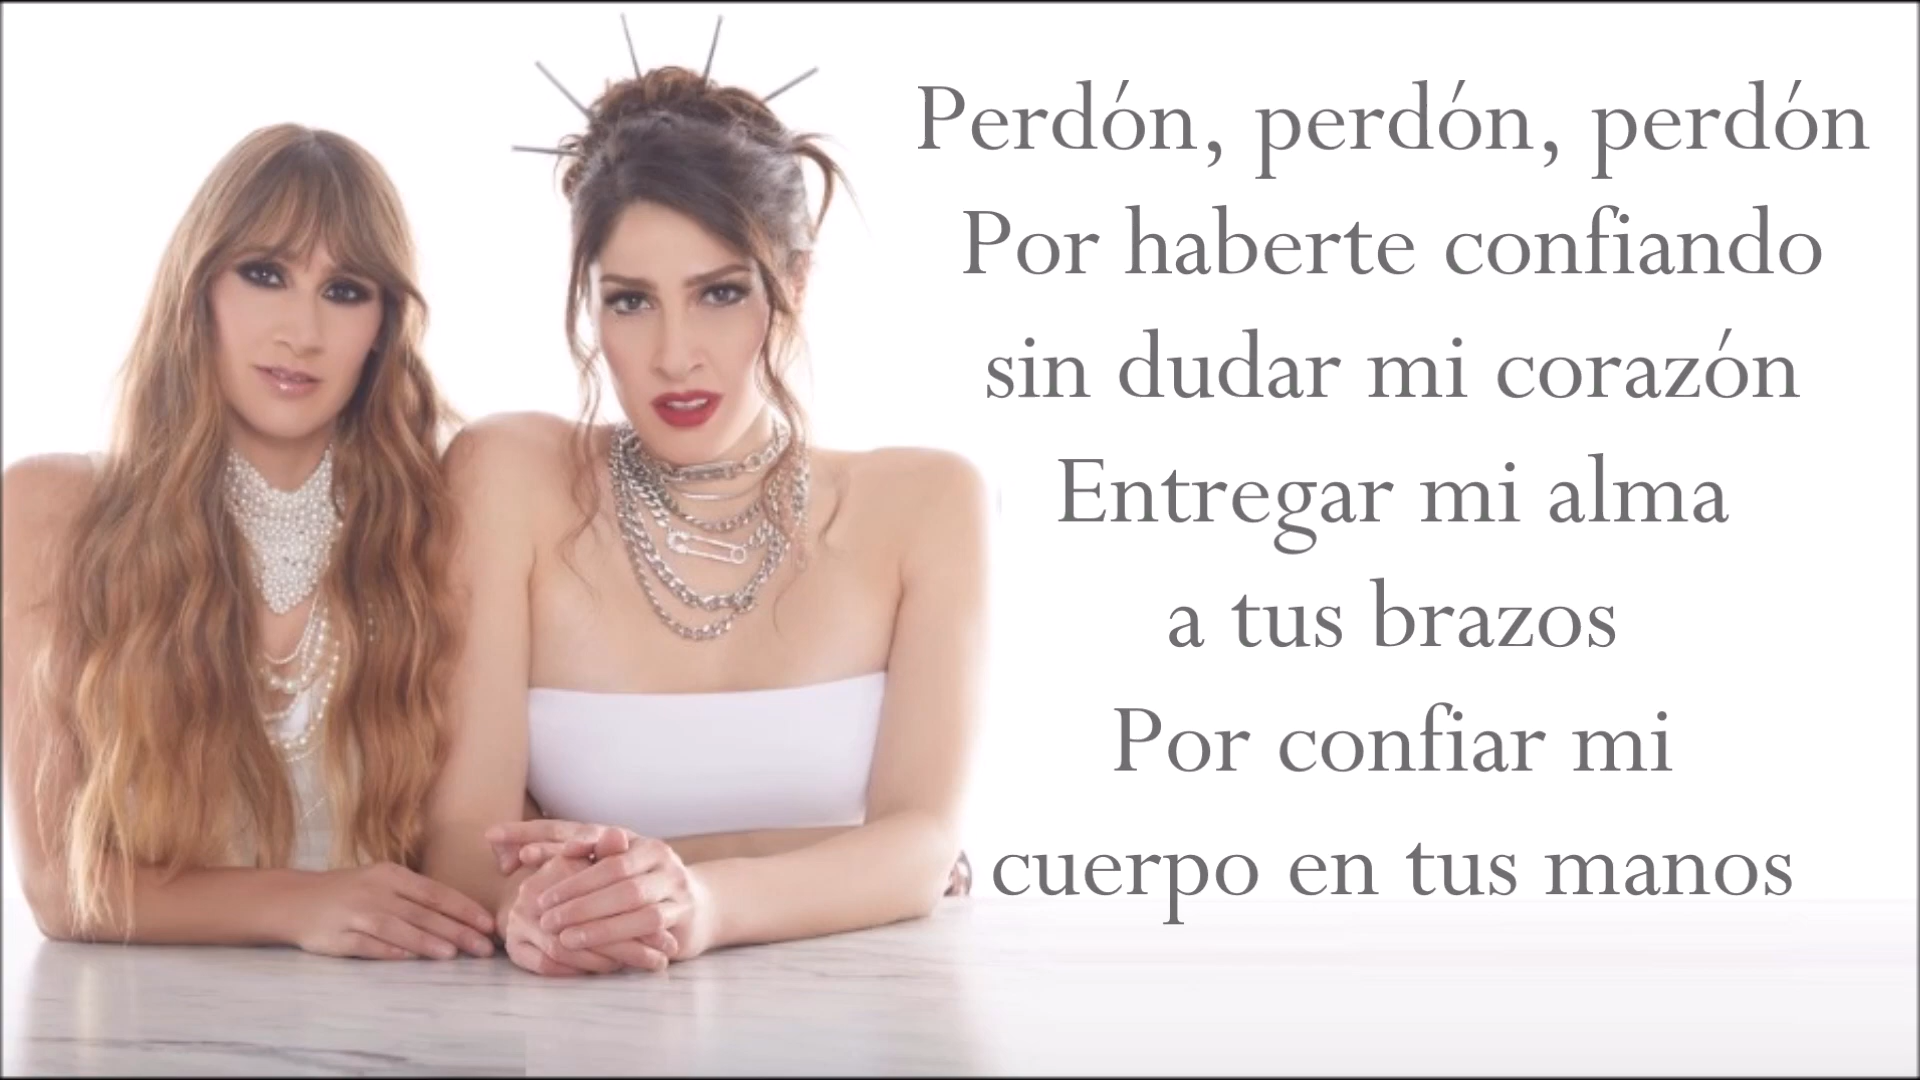 Perdón, perdón, perdón
Por haberte confiando
sin dudar mi corazón
Entregar mi alma
a tus brazos
Por confiar mi
cuerpo en tus manos